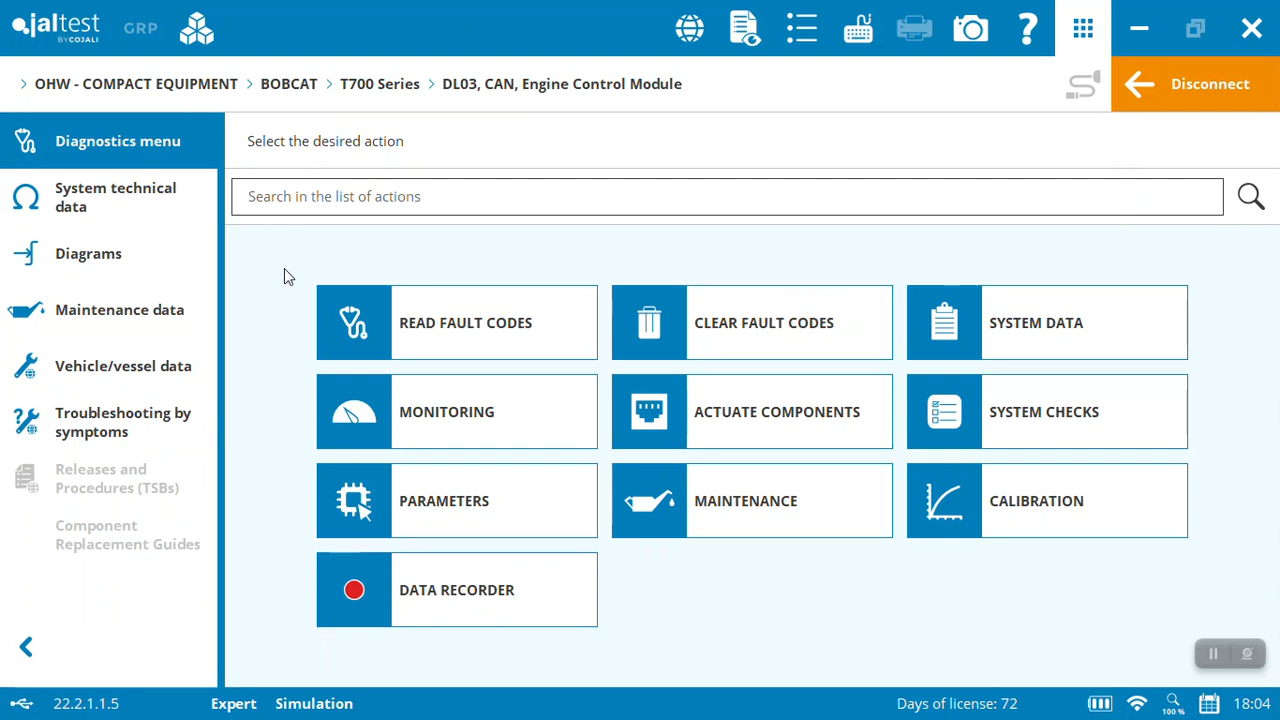 jaltest
BY COJALI
GRP
OHW - COMPACT EQUIPMENT > BOBCAT > T700 Series > DL03, CAN, Engine Control Module
Disconnect
Diagnostics menu
Select the desired action
System technical
data
Search in the list of actions
Diagrams
Maintenance data
Vehicle/vessel data
Troubleshooting by
symptoms
Releases and
Procedures (TSBs)
Component
Replacement Guides
READ FAULT CODES
CLEAR FAULT CODES
SYSTEM DATA
MONITORING
ACTUATE COMPONENTS
SYSTEM CHECKS
PARAMETERS
MAINTENANCE
CALIBRATION
DATA RECORDER
22.2.1.1.5
Expert
Simulation
Days of license: 72
100 %
18:04